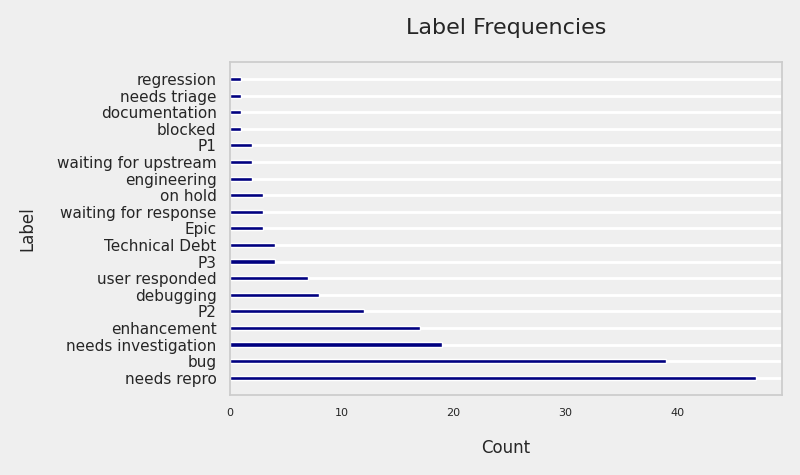 Label Frequencies
regression
needs triage
documentation
blocked
P1
waiting for upstream
engineering
on hold
waiting for response
Epic
Technical Debt
P3
user responded
debugging
P2
enhancement
needs investigation
bug
needs repro
Label
0 10 20 30 40
Count